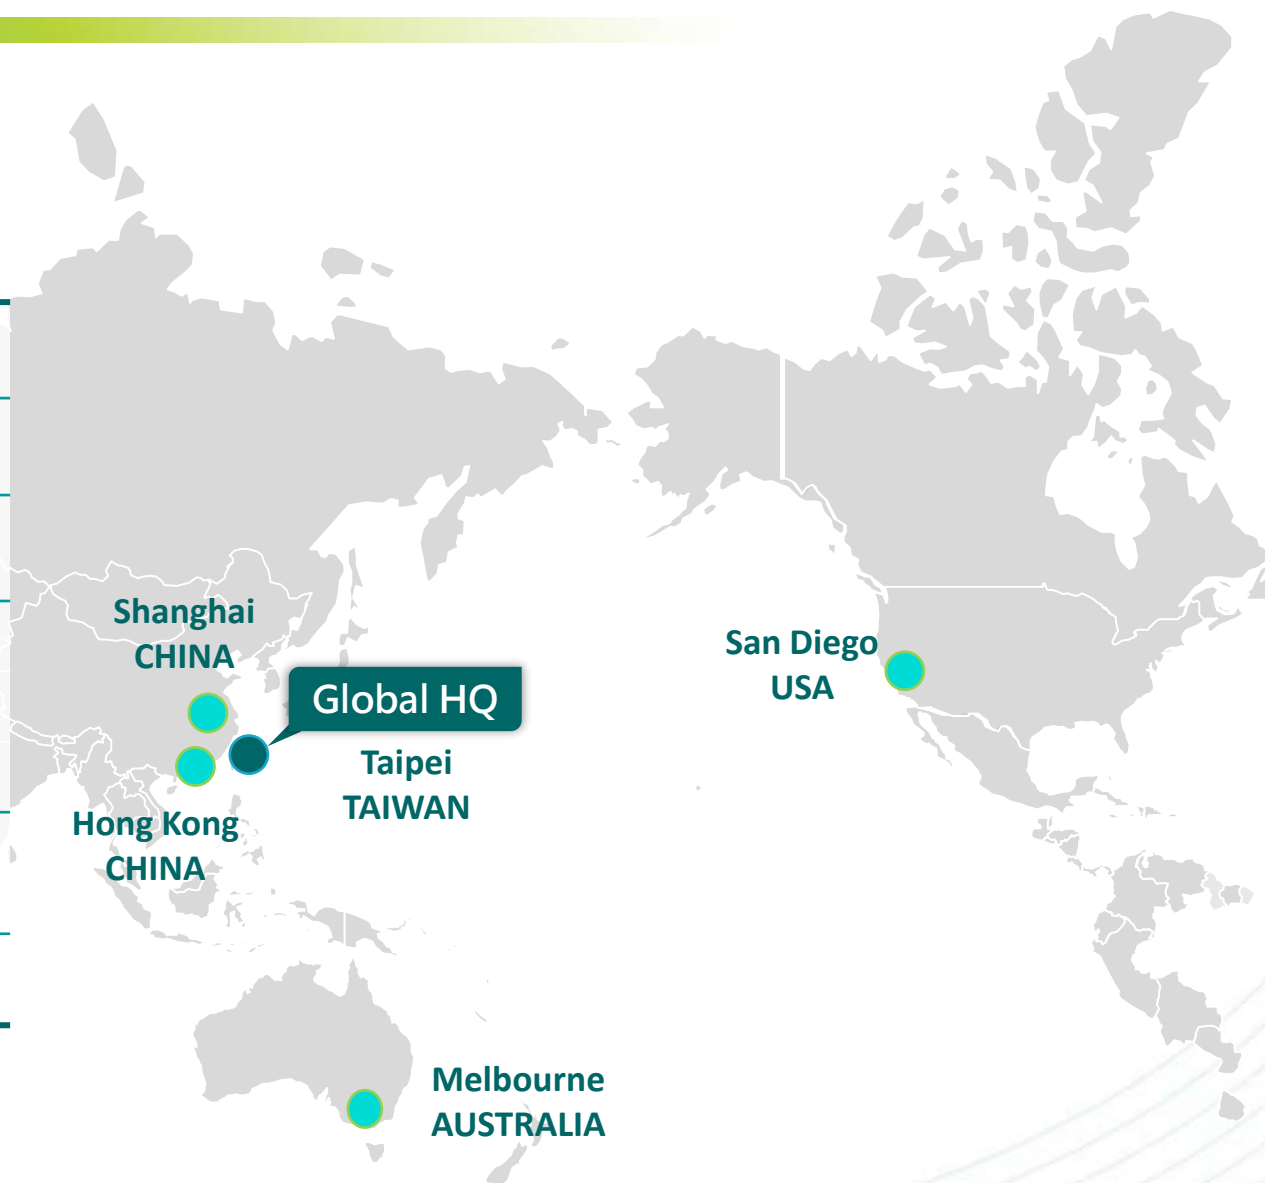 Shanghai
CHINA
Global HQ
Taipei
TAIWAN
Hong Kong
CHINA
San Diego
USA
Melbourne
AUSTRALIA